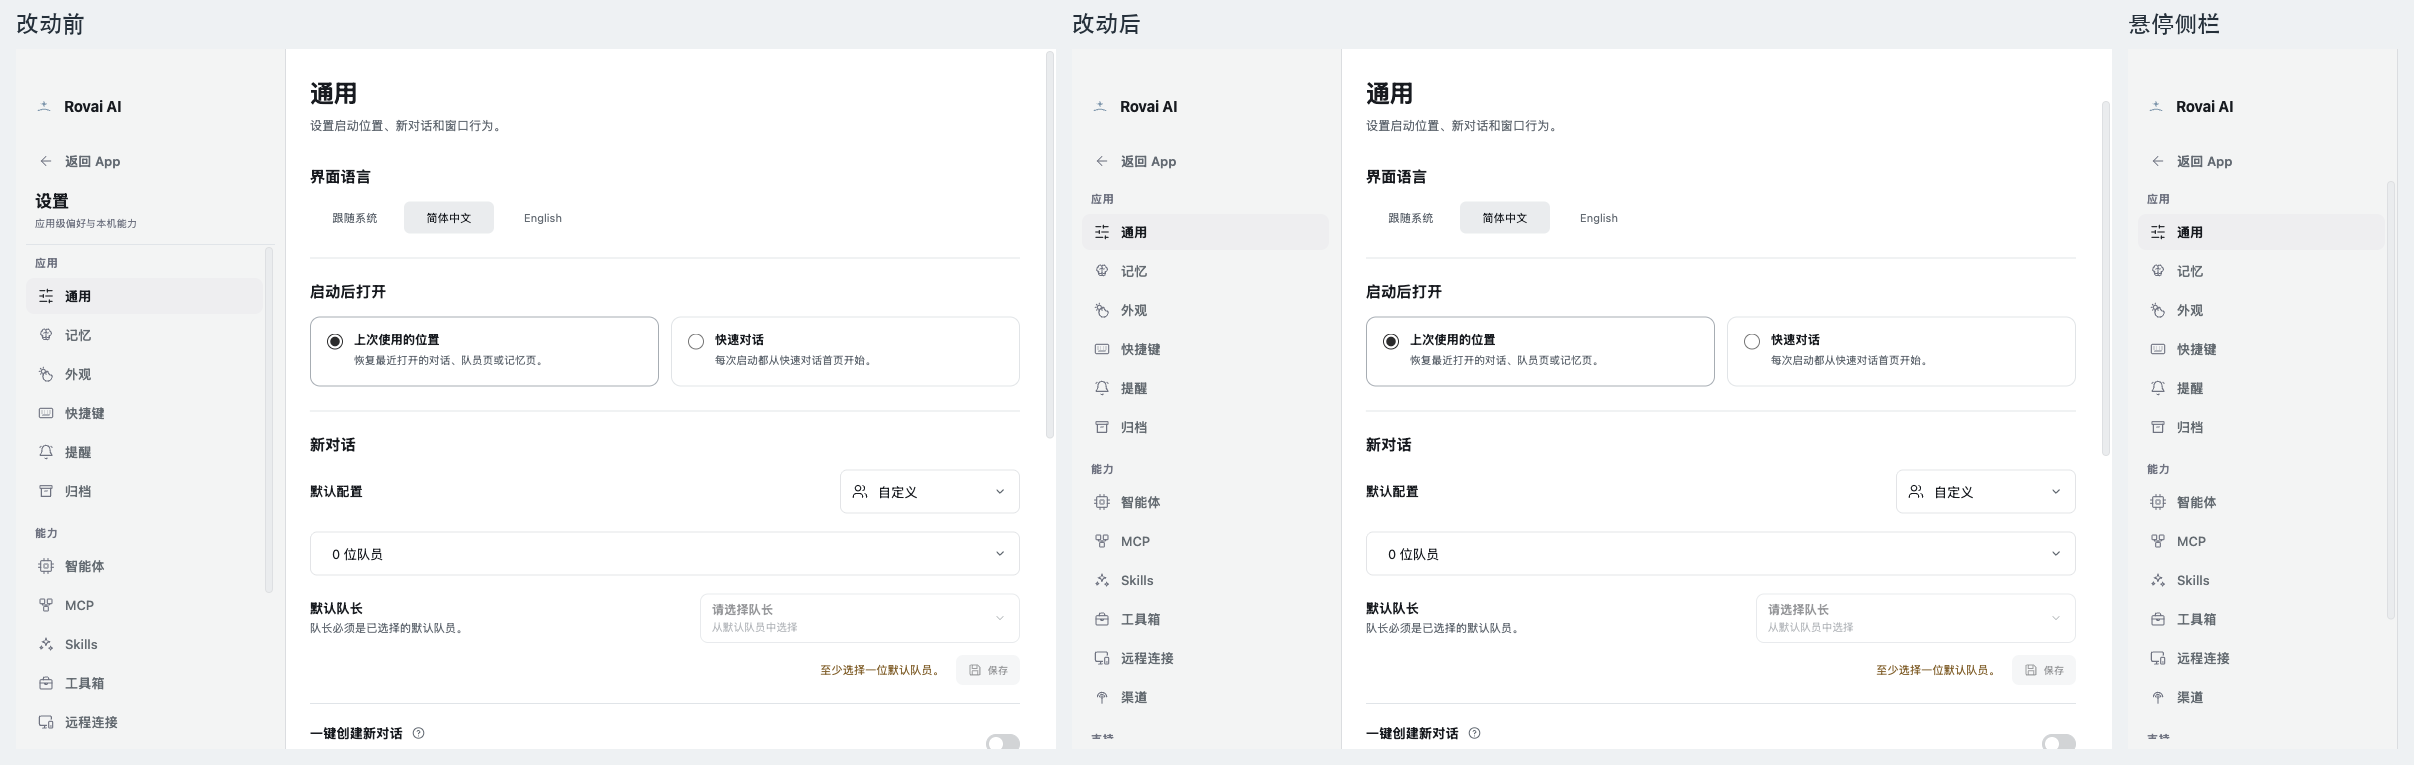 改动前
Rovai AI
返回 App
设置
应用级偏好与本机能力
应用
通用
记忆
外观
快捷键
提醒
归档
能力
智能体
MCP
Skills
工具箱
远程连接
通用
设置启动位置、新对话和窗口行为。
界面语言
跟随系统 简体中文 English
启动后打开
上次使用的位置
恢复最近打开的对话、队员页或记忆页。
快速对话
每次启动都从快速对话首页开始。
新对话
默认配置 自定义
0 位队员
默认队长
队长必须是已选择的默认队员。
请选择队长
从默认队员中选择
至少选择一位默认队员。 保存
一键创建新对话
改动后
Rovai AI
返回 App
应用
通用
记忆
外观
快捷键
提醒
归档
能力
智能体
MCP
Skills
工具箱
远程连接
渠道
通用
设置启动位置、新对话和窗口行为。
界面语言
跟随系统 简体中文 English
启动后打开
上次使用的位置
恢复最近打开的对话、队员页或记忆页。
快速对话
每次启动都从快速对话首页开始。
新对话
默认配置 自定义
0 位队员
默认队长
队长必须是已选择的默认队员。
请选择队长
从默认队员中选择
至少选择一位默认队员。 保存
一键创建新对话
悬停侧栏
Rovai AI
返回 App
应用
通用
记忆
外观
快捷键
提醒
归档
能力
智能体
MCP
Skills
工具箱
远程连接
渠道